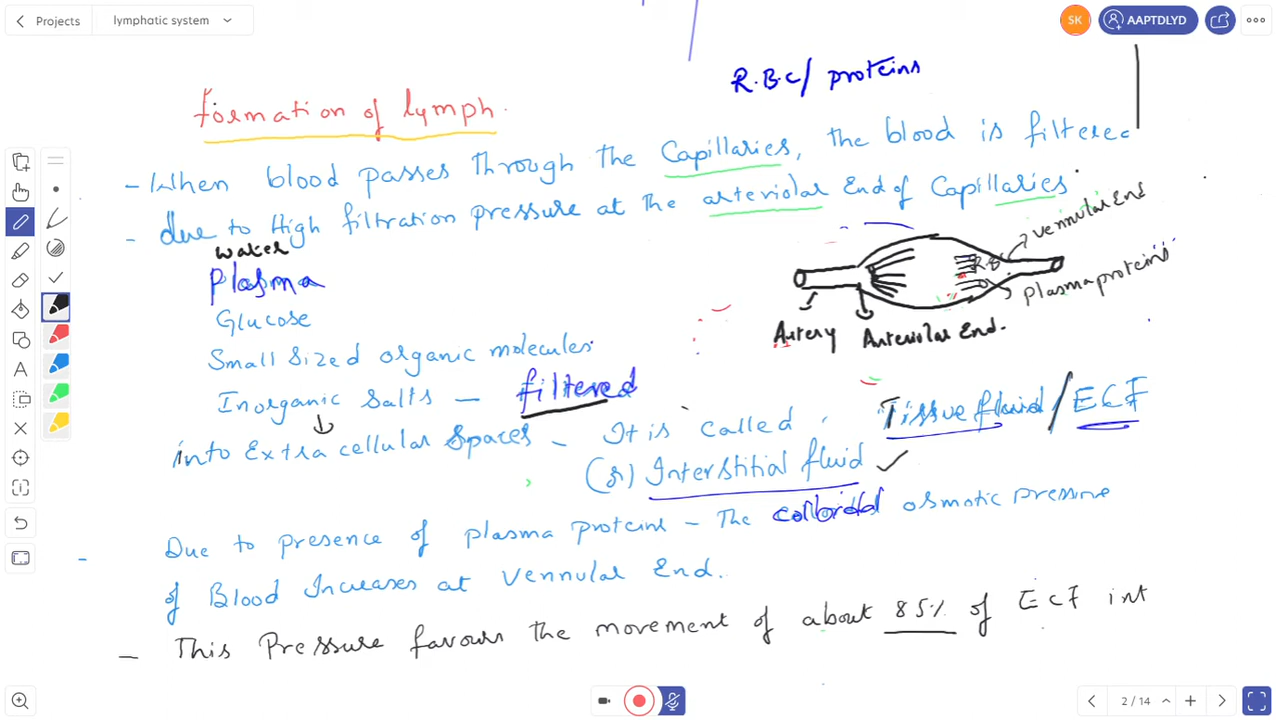 Projects
lymphatic system
SK
AAPTDLYD
R.B.C/ proteins
Formation of lymph.
- When blood passes through the Capillaries, the blood is filtered
- due to High filtration pressure at the arteriolar End of Capillaries
water
plasma
Glucose
Small sized organic molecules
Inorganic salts - filtered
into Extra cellular spaces - It is called Tissue fluid / ECF
(r) Interstitial fluid
Artery
Arteriolar End.
RBC
vennular End
plasma proteins
- Due to presence of plasma proteins - The colloidal osmotic pressure
of Blood Increases at Vennular End.
- This Pressure favours the movement of about 85% of ECF int
2 / 14